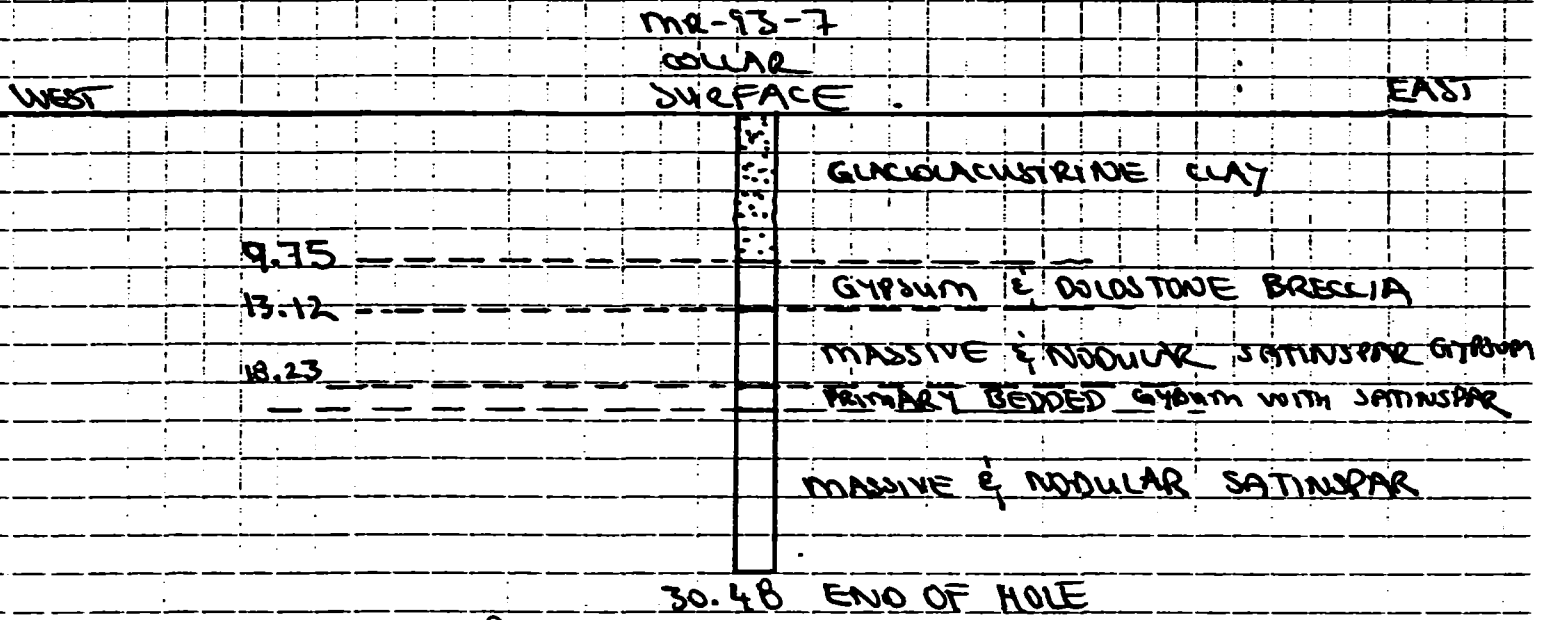 MR-93-7
COLLAR
WEST SURFACE . EAST
GLACIOLACUSTRINE CLAY
9.75
GYPSUM & DOLOSTONE BRECCIA
13.12
MASSIVE & NODULAR SATINSPAR GYPSUM
18.23
PRIMARY BEDDED GYPSUM WITH SATINSPAR
MASSIVE & NODULAR SATINSPAR
30.48 END OF HOLE